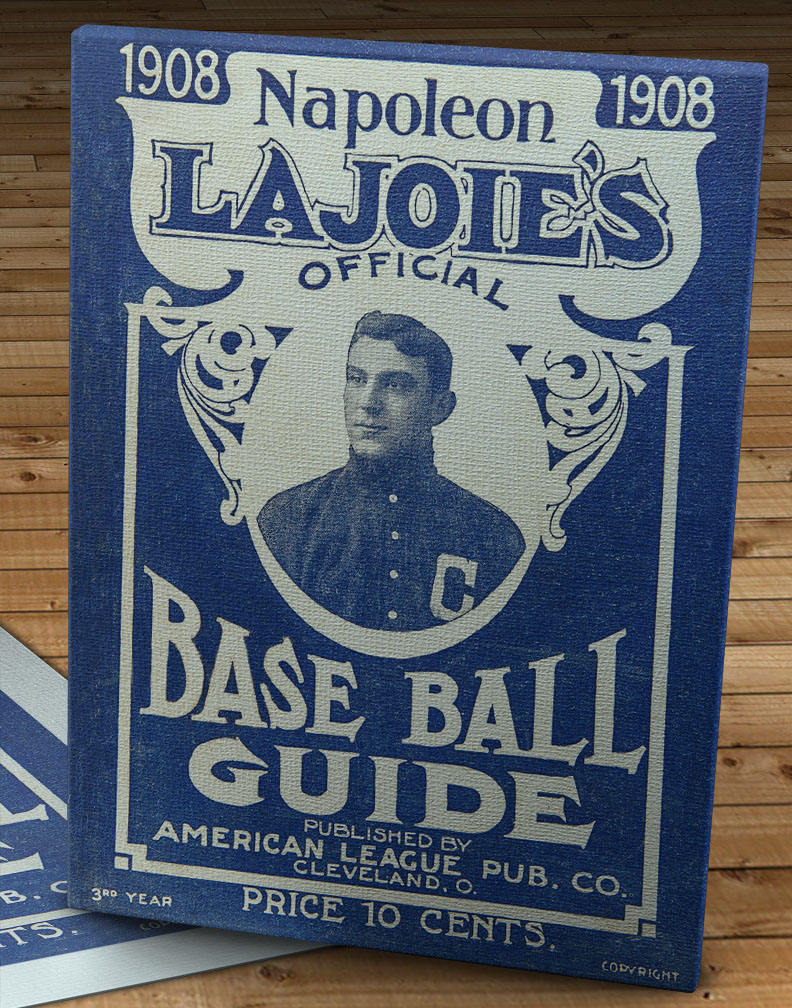 1908 1908
Napoleon
LAJOIE'S
OFFICIAL
C
BASE BALL
GUIDE
PUBLISHED BY
AMERICAN LEAGUE PUB. CO.
CLEVELAND, O.
3RD YEAR
PRICE 10 CENTS.
COPYRIGHT
B. C
TS.